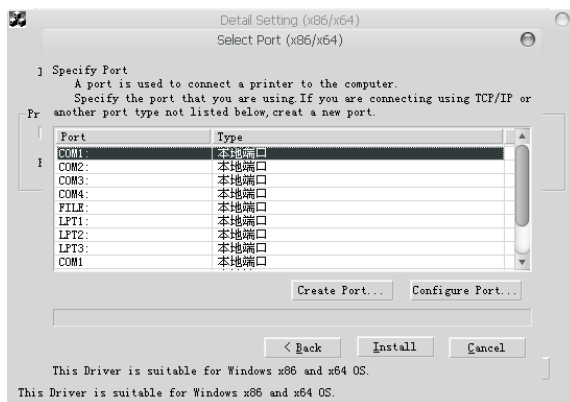 Detail Setting (x86/x64)
Select Port (x86/x64)
Specify Port
A port is used to connect a printer to the computer.
Specify the port that you are using.If you are connecting using TCP/IP or
another port type not listed below,creat a new port.
Pr
Port Type
COM1: 本地端口
COM2: 本地端口
COM3: 本地端口
COM4: 本地端口
FILE: 本地端口
LPT1: 本地端口
LPT2: 本地端口
LPT3: 本地端口
COM1 本地端口
Create Port... Configure Port...
< Back Install Cancel
This Driver is suitable for Windows x86 and x64 OS.
This Driver is suitable for Windows x86 and x64 OS.